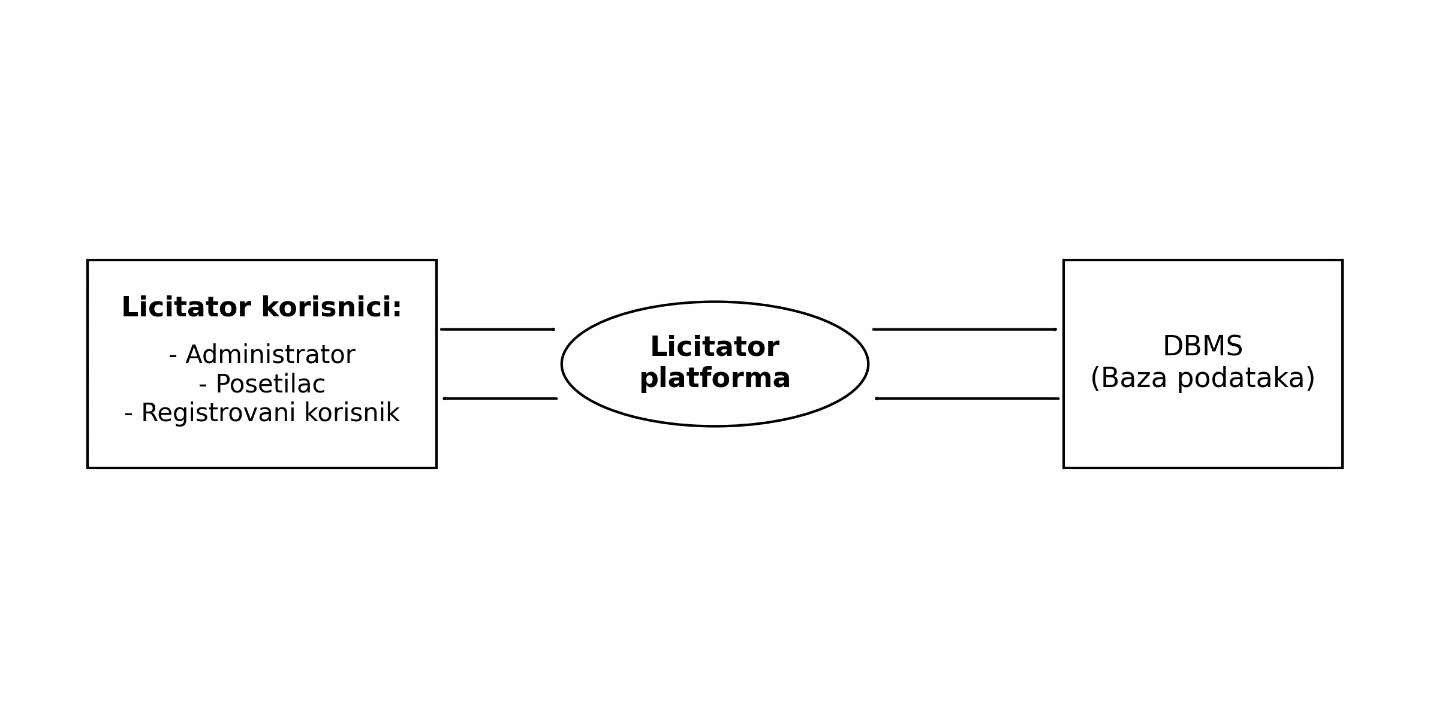 Licitator korisnici:
- Administrator
- Posetilac
- Registrovani korisnik
Licitator
platforma
DBMS
(Baza podataka)